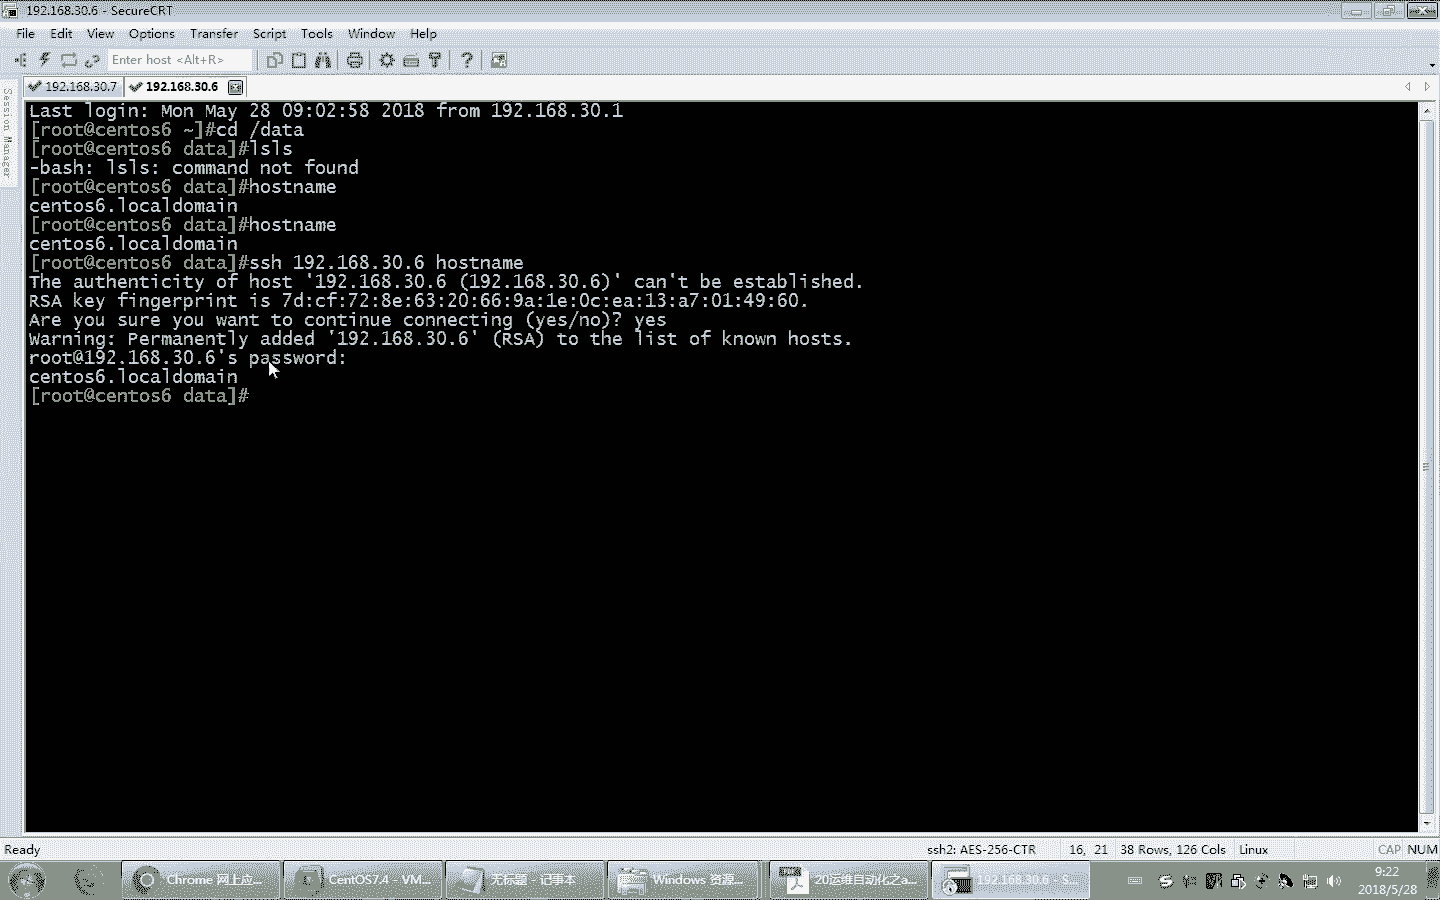 192.168.30.6 - SecureCRT
File Edit View Options Transfer Script Tools Window Help
Enter host <Alt+R>
192.168.30.7 192.168.30.6
Session Manager
Last login: Mon May 28 09:02:58 2018 from 192.168.30.1
[root@centos6 ~]#cd /data
[root@centos6 data]#lsls
-bash: lsls: command not found
[root@centos6 data]#hostname
centos6.localdomain
[root@centos6 data]#hostname
centos6.localdomain
[root@centos6 data]#ssh 192.168.30.6 hostname
The authenticity of host '192.168.30.6 (192.168.30.6)' can't be established.
RSA key fingerprint is 7d:cf:72:8e:63:20:66:9a:1e:0c:ea:13:a7:01:49:60.
Are you sure you want to continue connecting (yes/no)? yes
Warning: Permanently added '192.168.30.6' (RSA) to the list of known hosts.
root@192.168.30.6's password:
centos6.localdomain
[root@centos6 data]#
Ready ssh2: AES-256-CTR 16, 21 38 Rows, 126 Cols Linux CAP NUM
Chrome 网上应... CentOS7.4 - VM... 无标题 - 记事本 Windows 资源... 20运维自动化之a... 192.168.30.6 - S... 9:22
2018/5/28